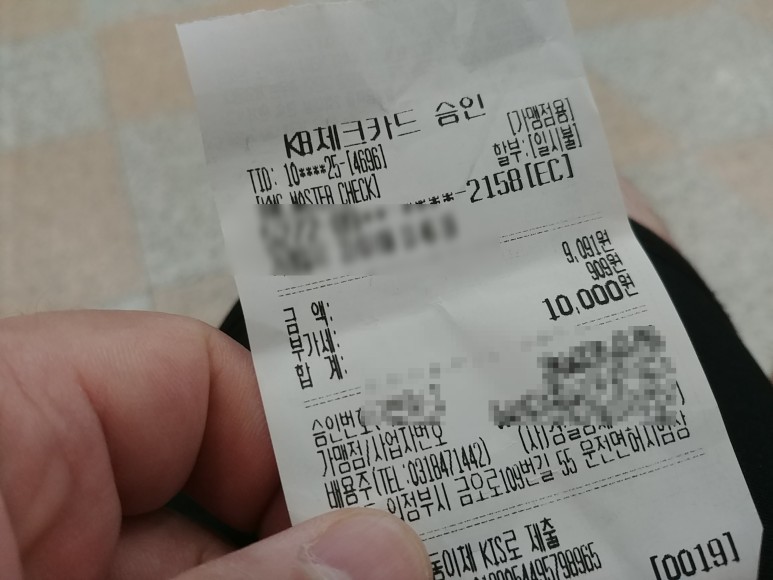 KB체크카드 승인
[가맹점용]
TID: 10****25-[4696] 할부:[일시불]
MASTER CHECK]
-2158[EC]
금 액: 9,091원
부가세: 909원
합 계: 10,000원
승인번호
가맹점/사업자번호
배용주(TEL:0318471442)
의정부시 금오로109번길 55 운전면허시험장
KIS로 제출
[0019]